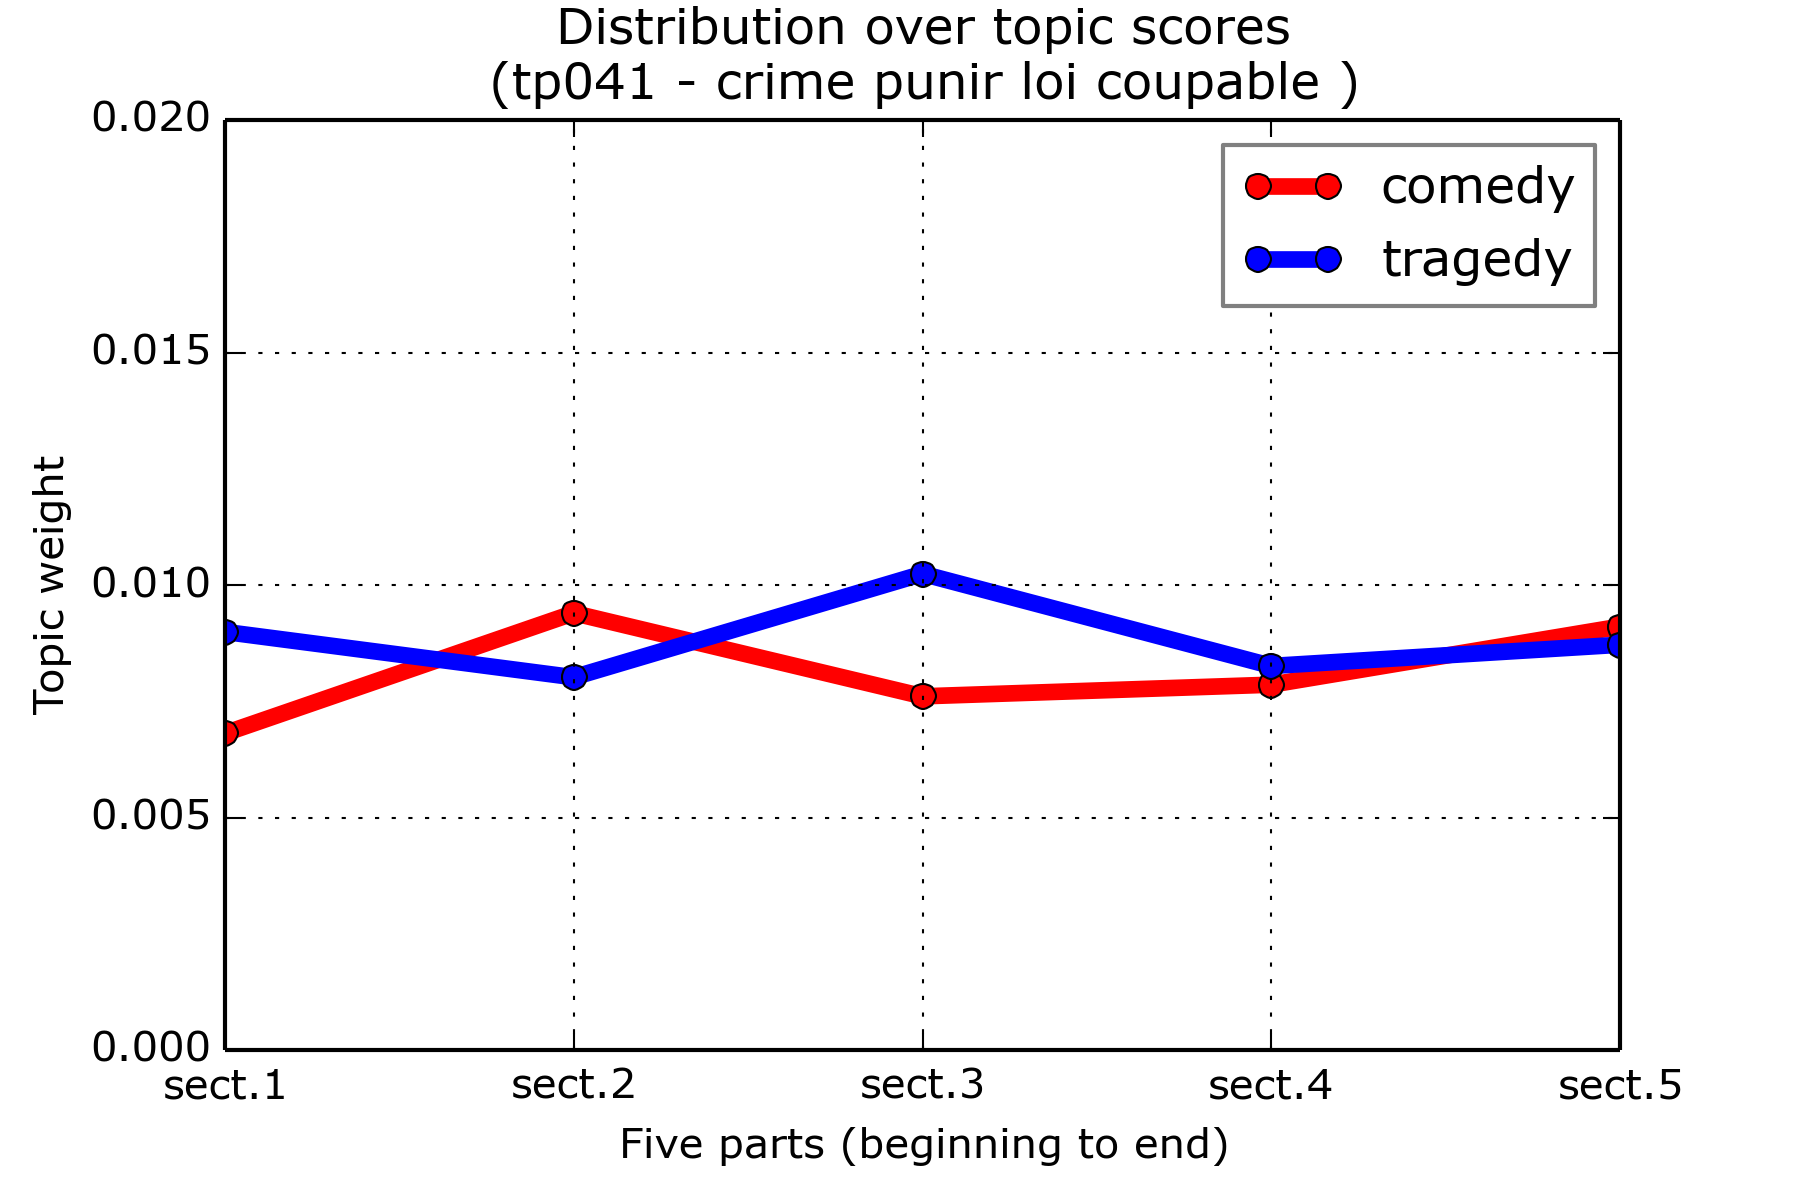 Distribution over topic scores
(tp041 - crime punir loi coupable )
comedy
tragedy
Topic weight
0.020
0.015
0.010
0.005
0.000
sect.1 sect.2 sect.3 sect.4 sect.5
Five parts (beginning to end)